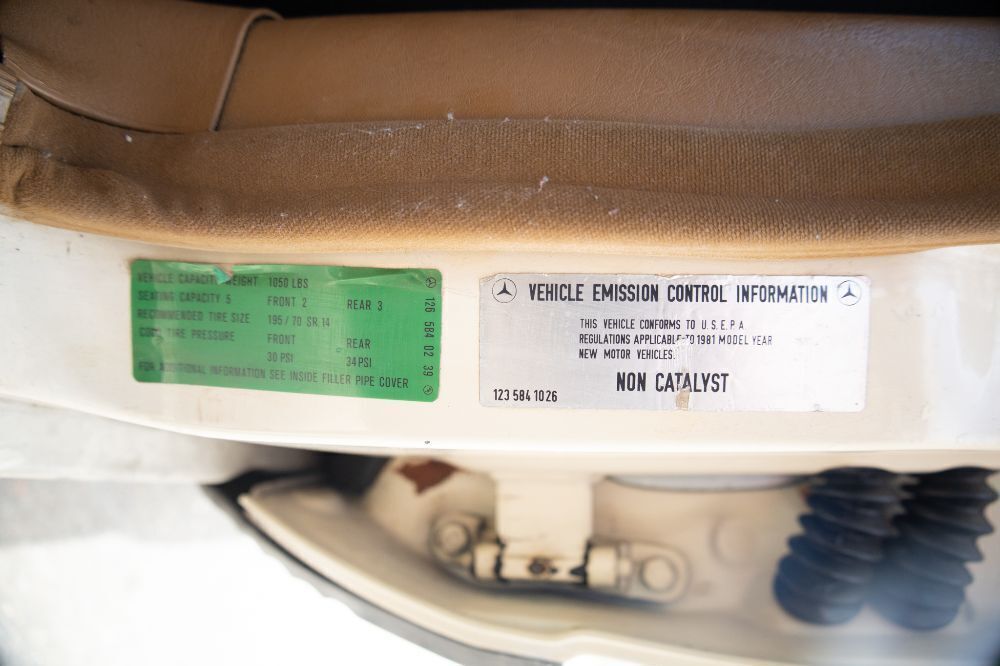 VEHICLE CAPACITY WEIGHT 1050 LBS
SEATING CAPACITY 5 FRONT 2 REAR 3
RECOMMENDED TIRE SIZE 195 / 70 SR 14
COLD TIRE PRESSURE FRONT REAR
30 PSI 34 PSI
FOR ADDITIONAL INFORMATION SEE INSIDE FILLER PIPE COVER
126 584 02 39
VEHICLE EMISSION CONTROL INFORMATION
THIS VEHICLE CONFORMS TO U.S.E.P.A
REGULATIONS APPLICABLE TO 1981 MODEL YEAR
NEW MOTOR VEHICLES.
NON CATALYST
123 584 10 26